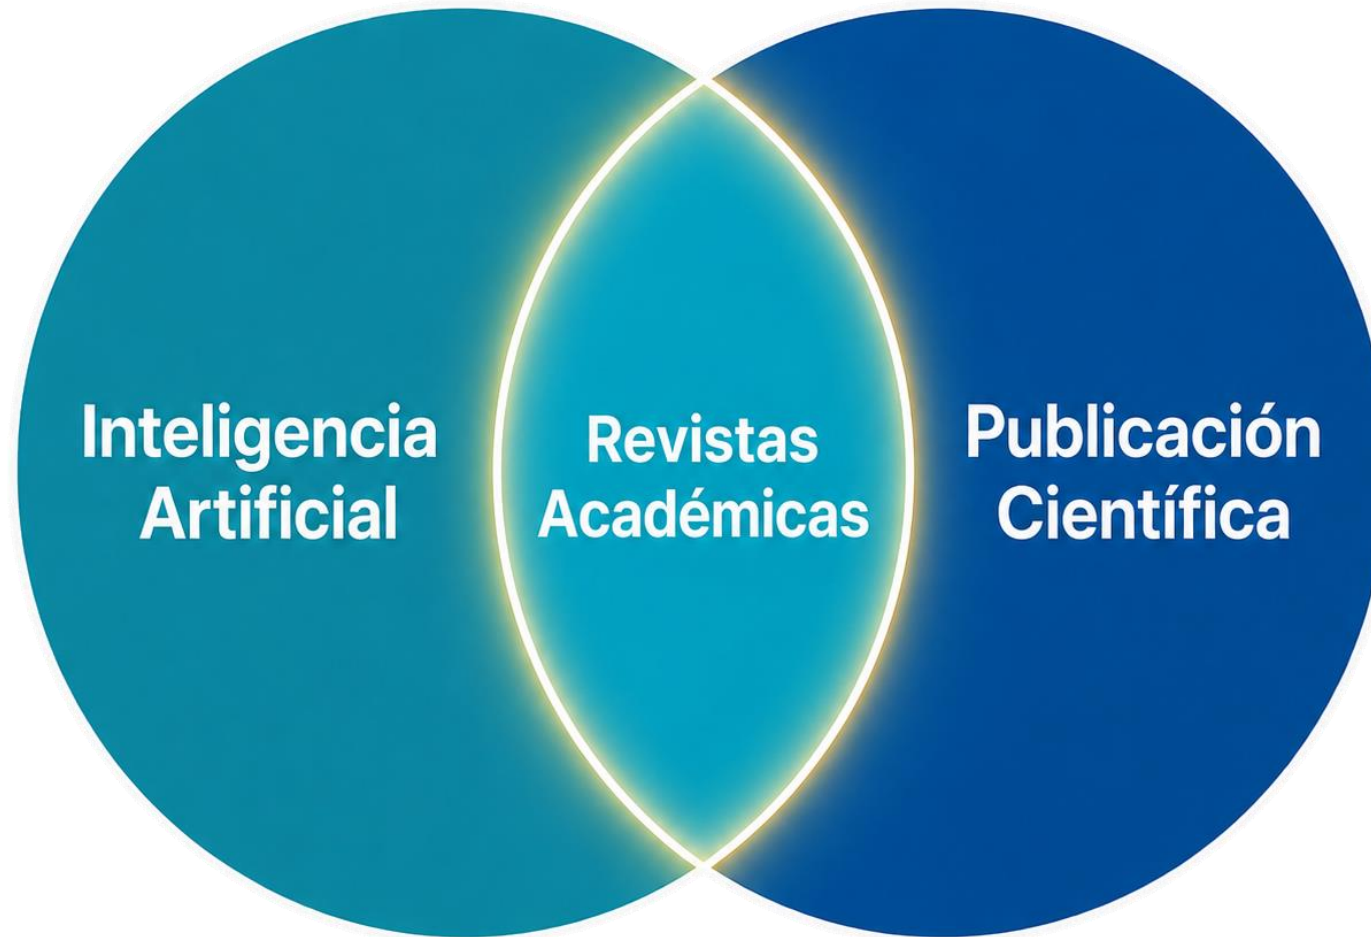 Inteligencia
Artificial
Revistas
Académicas
Publicación
Científica